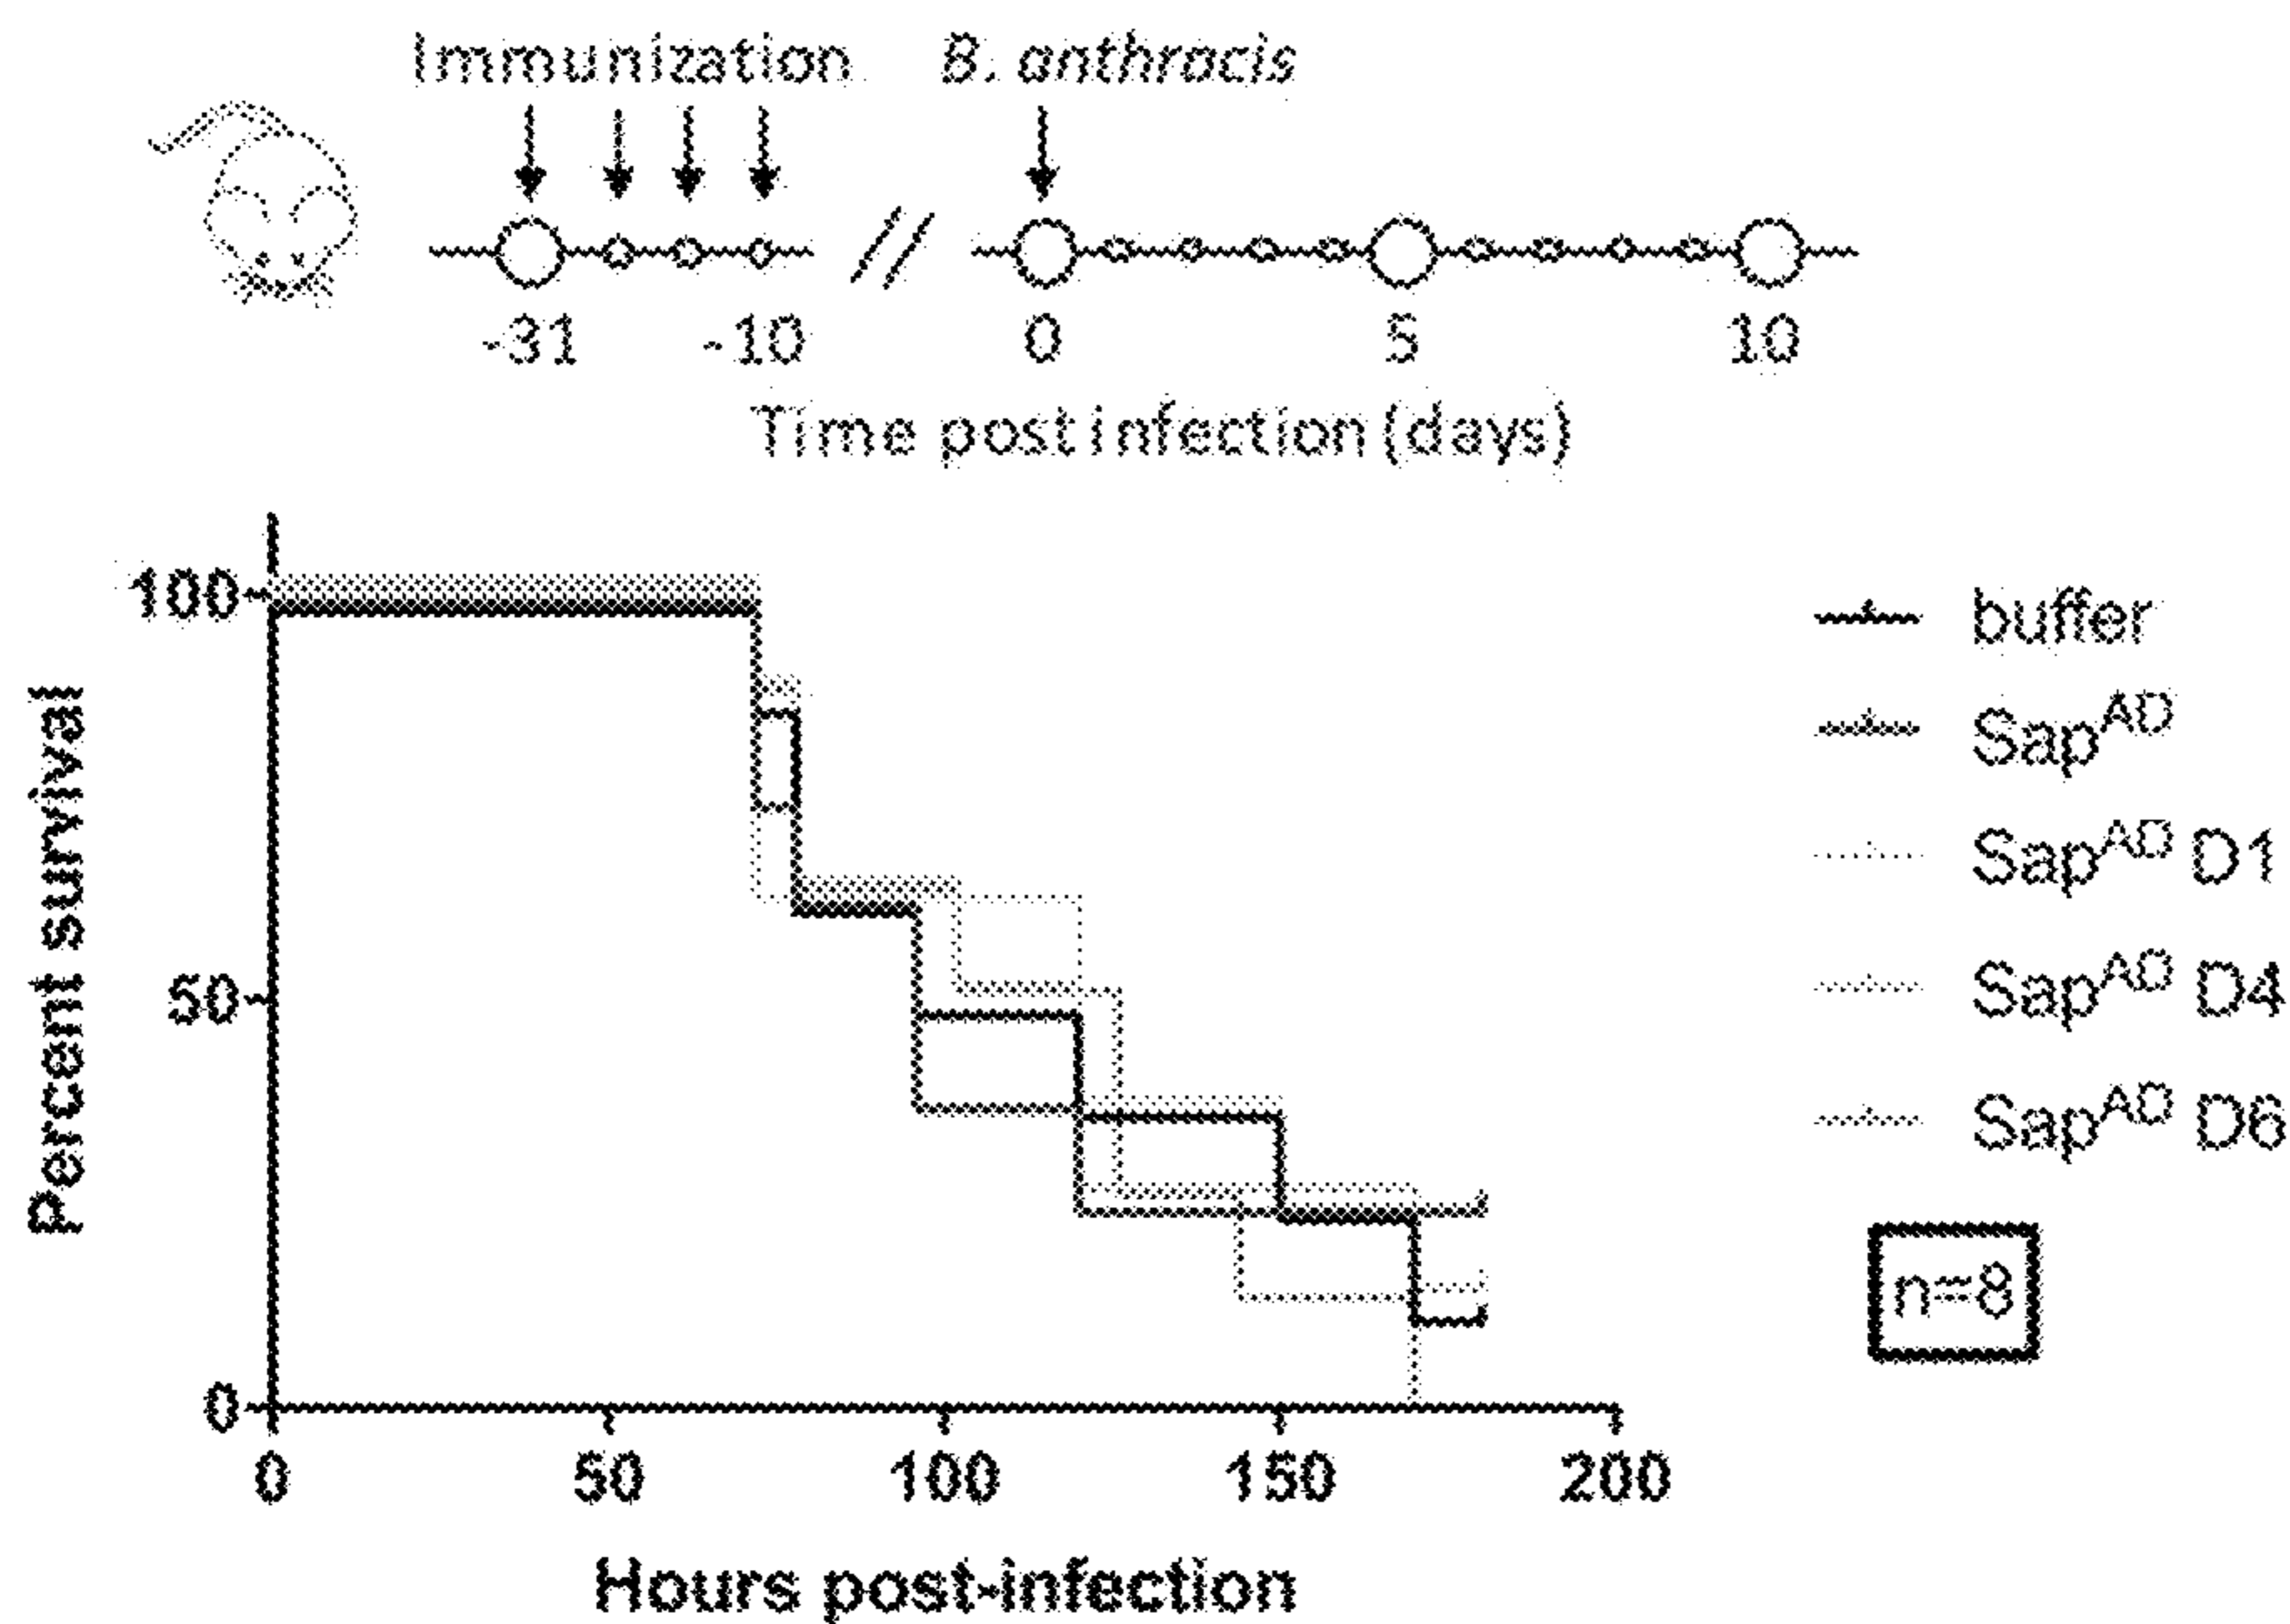 Immunization B. anthracis
-31 -10 0 5 10
Time post infection (days)
Percent survival
100
50
0
0 50 100 150 200
Hours post-infection
buffer
Sap^AD
Sap^AD D1
Sap^AD D4
Sap^AD D6
n=8